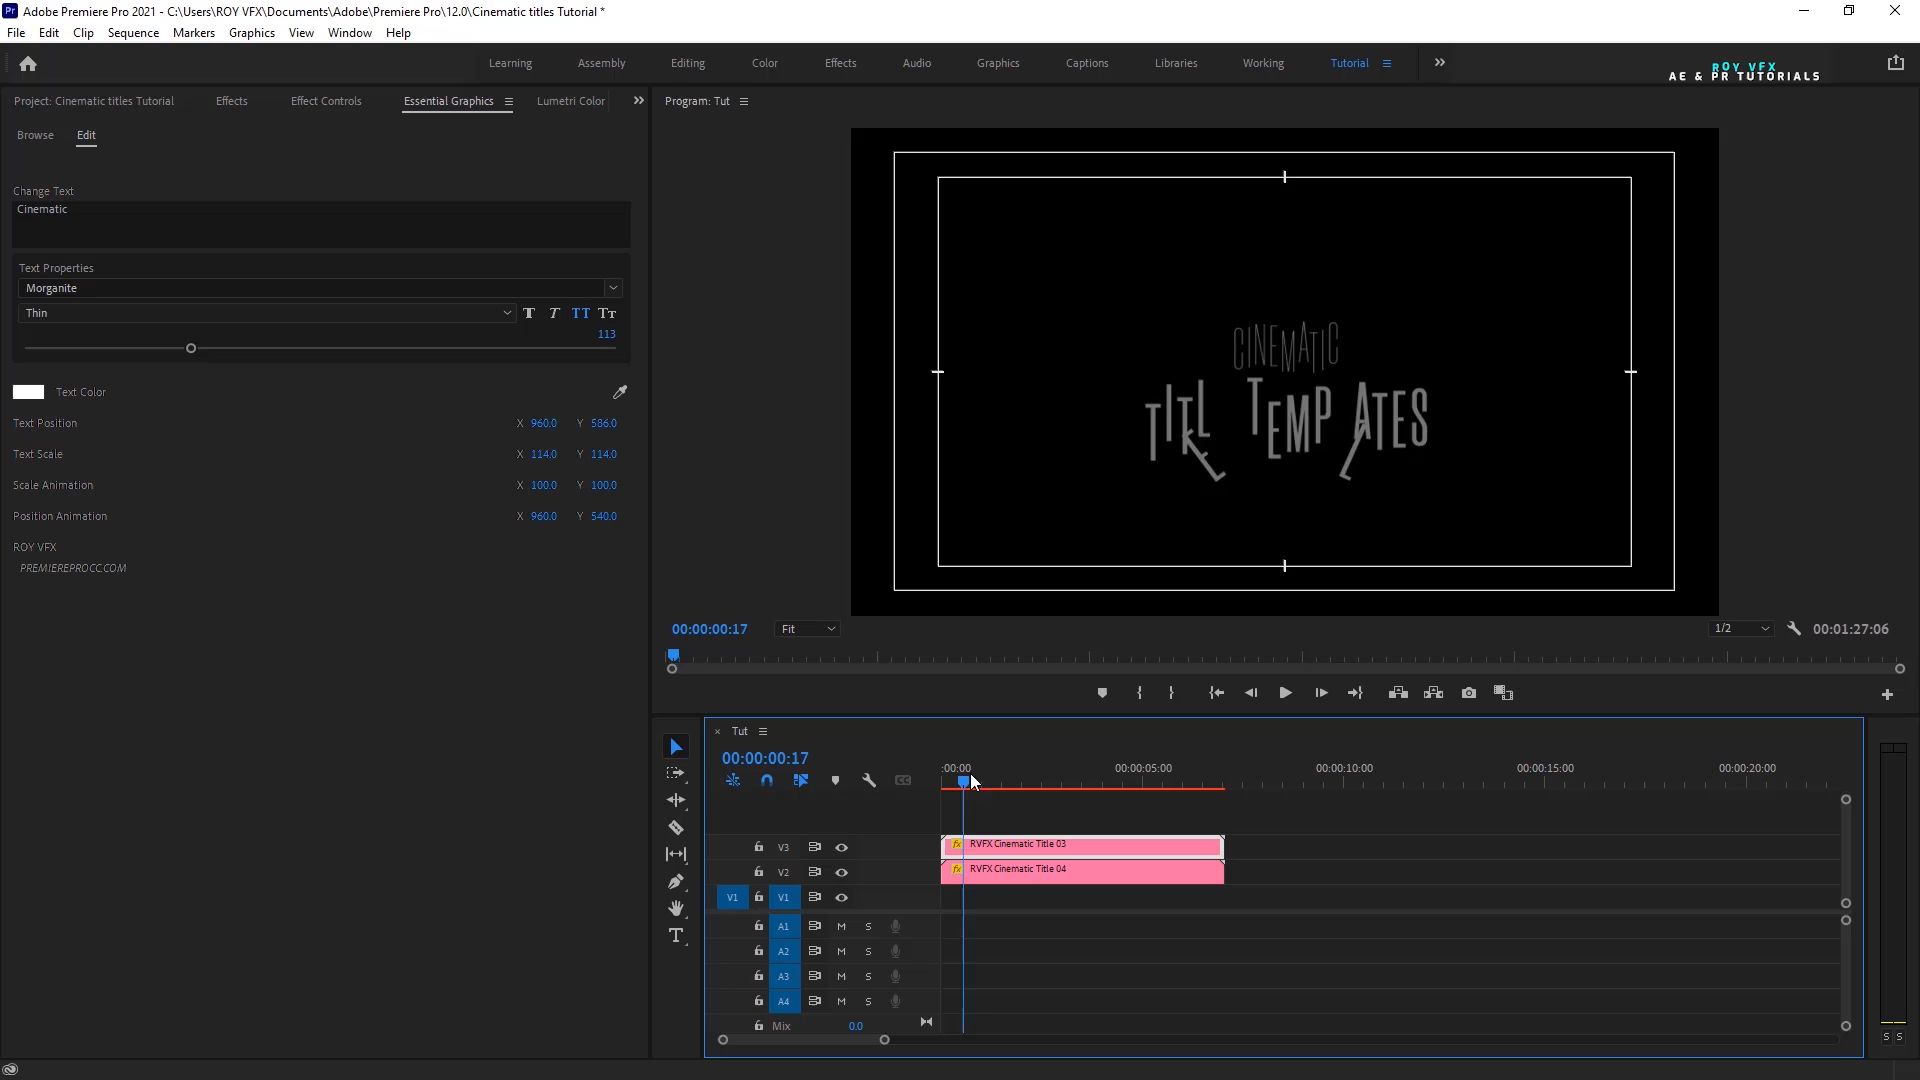 Adobe Premiere Pro 2021 - C:\Users\ROY VFX\Documents\Adobe\Premiere Pro\12.0\Cinematic titles Tutorial *
File Edit Clip Sequence Markers Graphics View Window Help
Learning Assembly Editing Color Effects Audio Graphics Captions Libraries Working Tutorial
ROY VFX
AE & PR TUTORIALS
Project: Cinematic titles Tutorial Effects Effect Controls Essential Graphics Lumetri Color
Program: Tut
Browse Edit
Change Text
Cinematic
Text Properties
Morganite
Thin
113
Text Color
Text Position X 960.0 Y 586.0
Text Scale X 114.0 Y 114.0
Scale Animation X 100.0 Y 100.0
Position Animation X 960.0 Y 540.0
ROY VFX
PREMIEREPROCC.COM
CINEMATIC
TITLE TEMPLATES
00:00:00:17 Fit 1/2 00:01:27:06
Tut
00:00:00:17
:00:00 00:00:05:00 00:00:10:00 00:00:15:00 00:00:20:00
V3 RVFX Cinematic Title 03
V2 RVFX Cinematic Title 04
V1 V1
A1 M S
A2 M S
A3 M S
A4 M S
Mix 0.0
S S